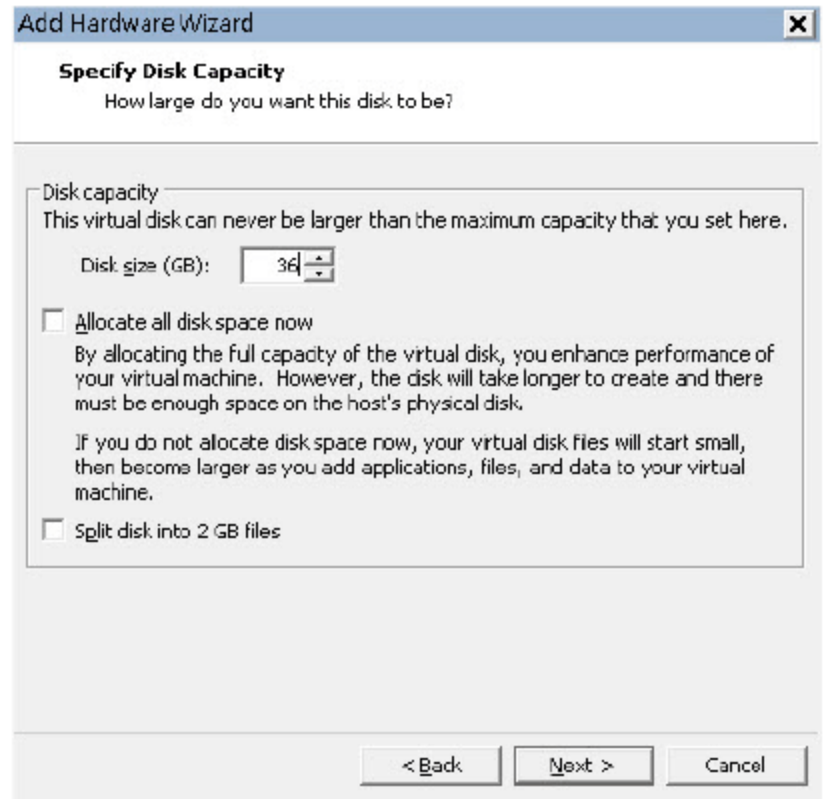 Add Hardware Wizard
Specify Disk Capacity
How large do you want this disk to be?
Disk capacity
This virtual disk can never be larger than the maximum capacity that you set here.
Disk size (GB): 36
Allocate all disk space now
By allocating the full capacity of the virtual disk, you enhance performance of
your virtual machine. However, the disk will take longer to create and there
must be enough space on the host's physical disk.
If you do not allocate disk space now, your virtual disk files will start small,
then become larger as you add applications, files, and data to your virtual
machine.
Split disk into 2 GB files
< Back Next > Cancel